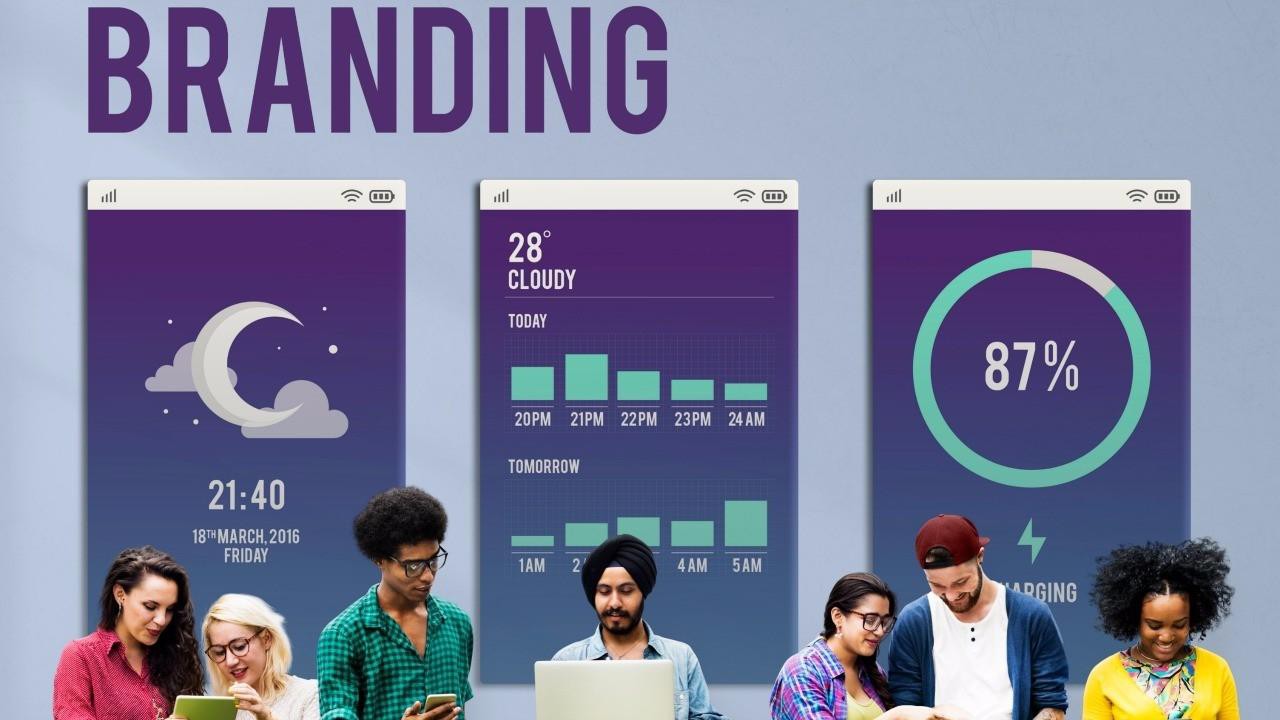 BRANDING
21:40
18TH MARCH, 2016
FRIDAY
28°
CLOUDY
TODAY
20PM 21PM 22PM 23PM 24AM
TOMORROW
1AM 4AM 5AM
87%